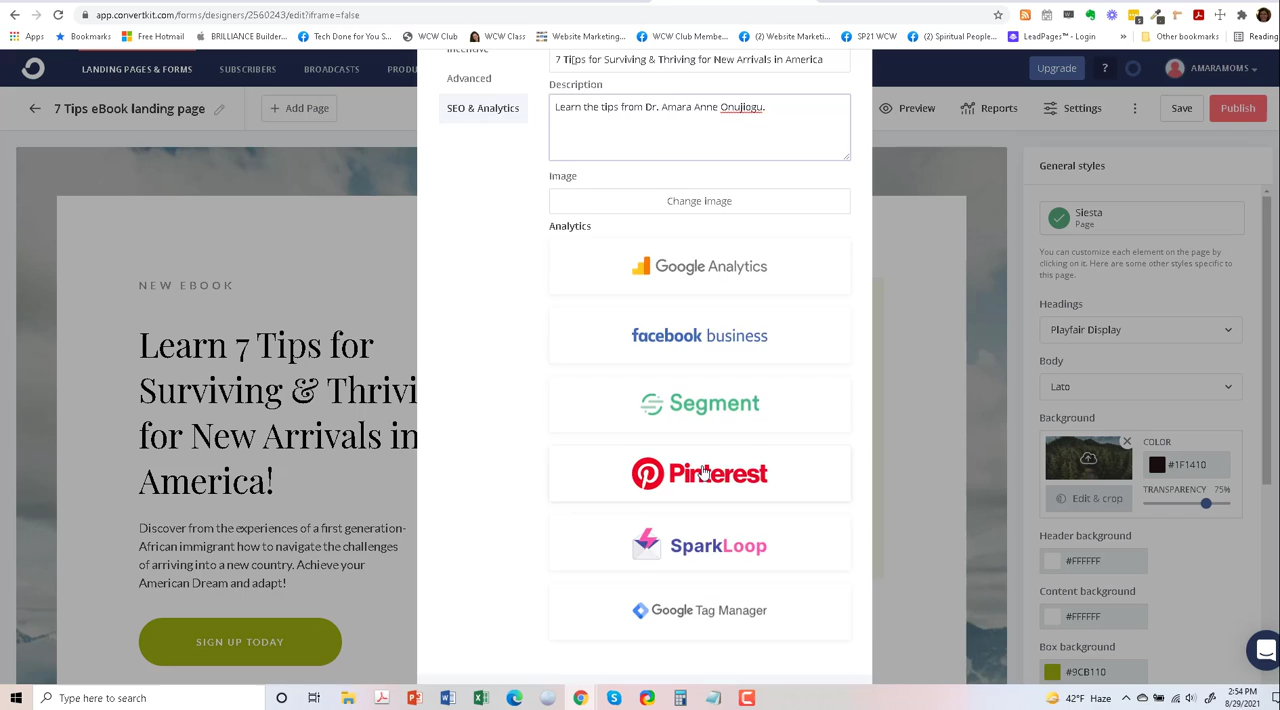 app.convertkit.com/forms/designers/2560243/edit?iframe=false
Apps
Bookmarks
Free Hotmail
BRILLIANCE Builder...
Tech Done for You S...
WCW Club
WCW Class
Website Marketing...
WCW Club Membe...
(2) Website Market...
SP21 WCW
(2) Spiritual People...
LeadPages™ - Login
»
Other bookmarks
Reading
LANDING PAGES & FORMS
SUBSCRIBERS
BROADCASTS
PRODU
Upgrade
?
AMARAMOMS
7 Tips eBook landing page
+ Add Page
Preview
Reports
Settings
Save
Publish
Incentive
Advanced
SEO & Analytics
7 Tips for Surviving & Thriving for New Arrivals in America
Description
Learn the tips from Dr. Amara Anne Onujiogu.
Image
Change image
Analytics
Google Analytics
facebook business
Segment
Pinterest
SparkLoop
Google Tag Manager
NEW EBOOK
Learn 7 Tips for
Surviving & Thrivi
for New Arrivals in
America!
Discover from the experiences of a first generation-
African immigrant how to navigate the challenges
of arriving into a new country. Achieve your
American Dream and adapt!
SIGN UP TODAY
General styles
Siesta
Page
You can customize each element on the page by
clicking on it. Here are some other styles specific to
this page.
Headings
Playfair Display
Body
Lato
Background
COLOR
#1F1410
TRANSPARENCY 75%
Edit & crop
Header background
#FFFFFF
Content background
#FFFFFF
Box background
#9CB110
Type here to search
42°F Haze
2:54 PM
8/29/2021